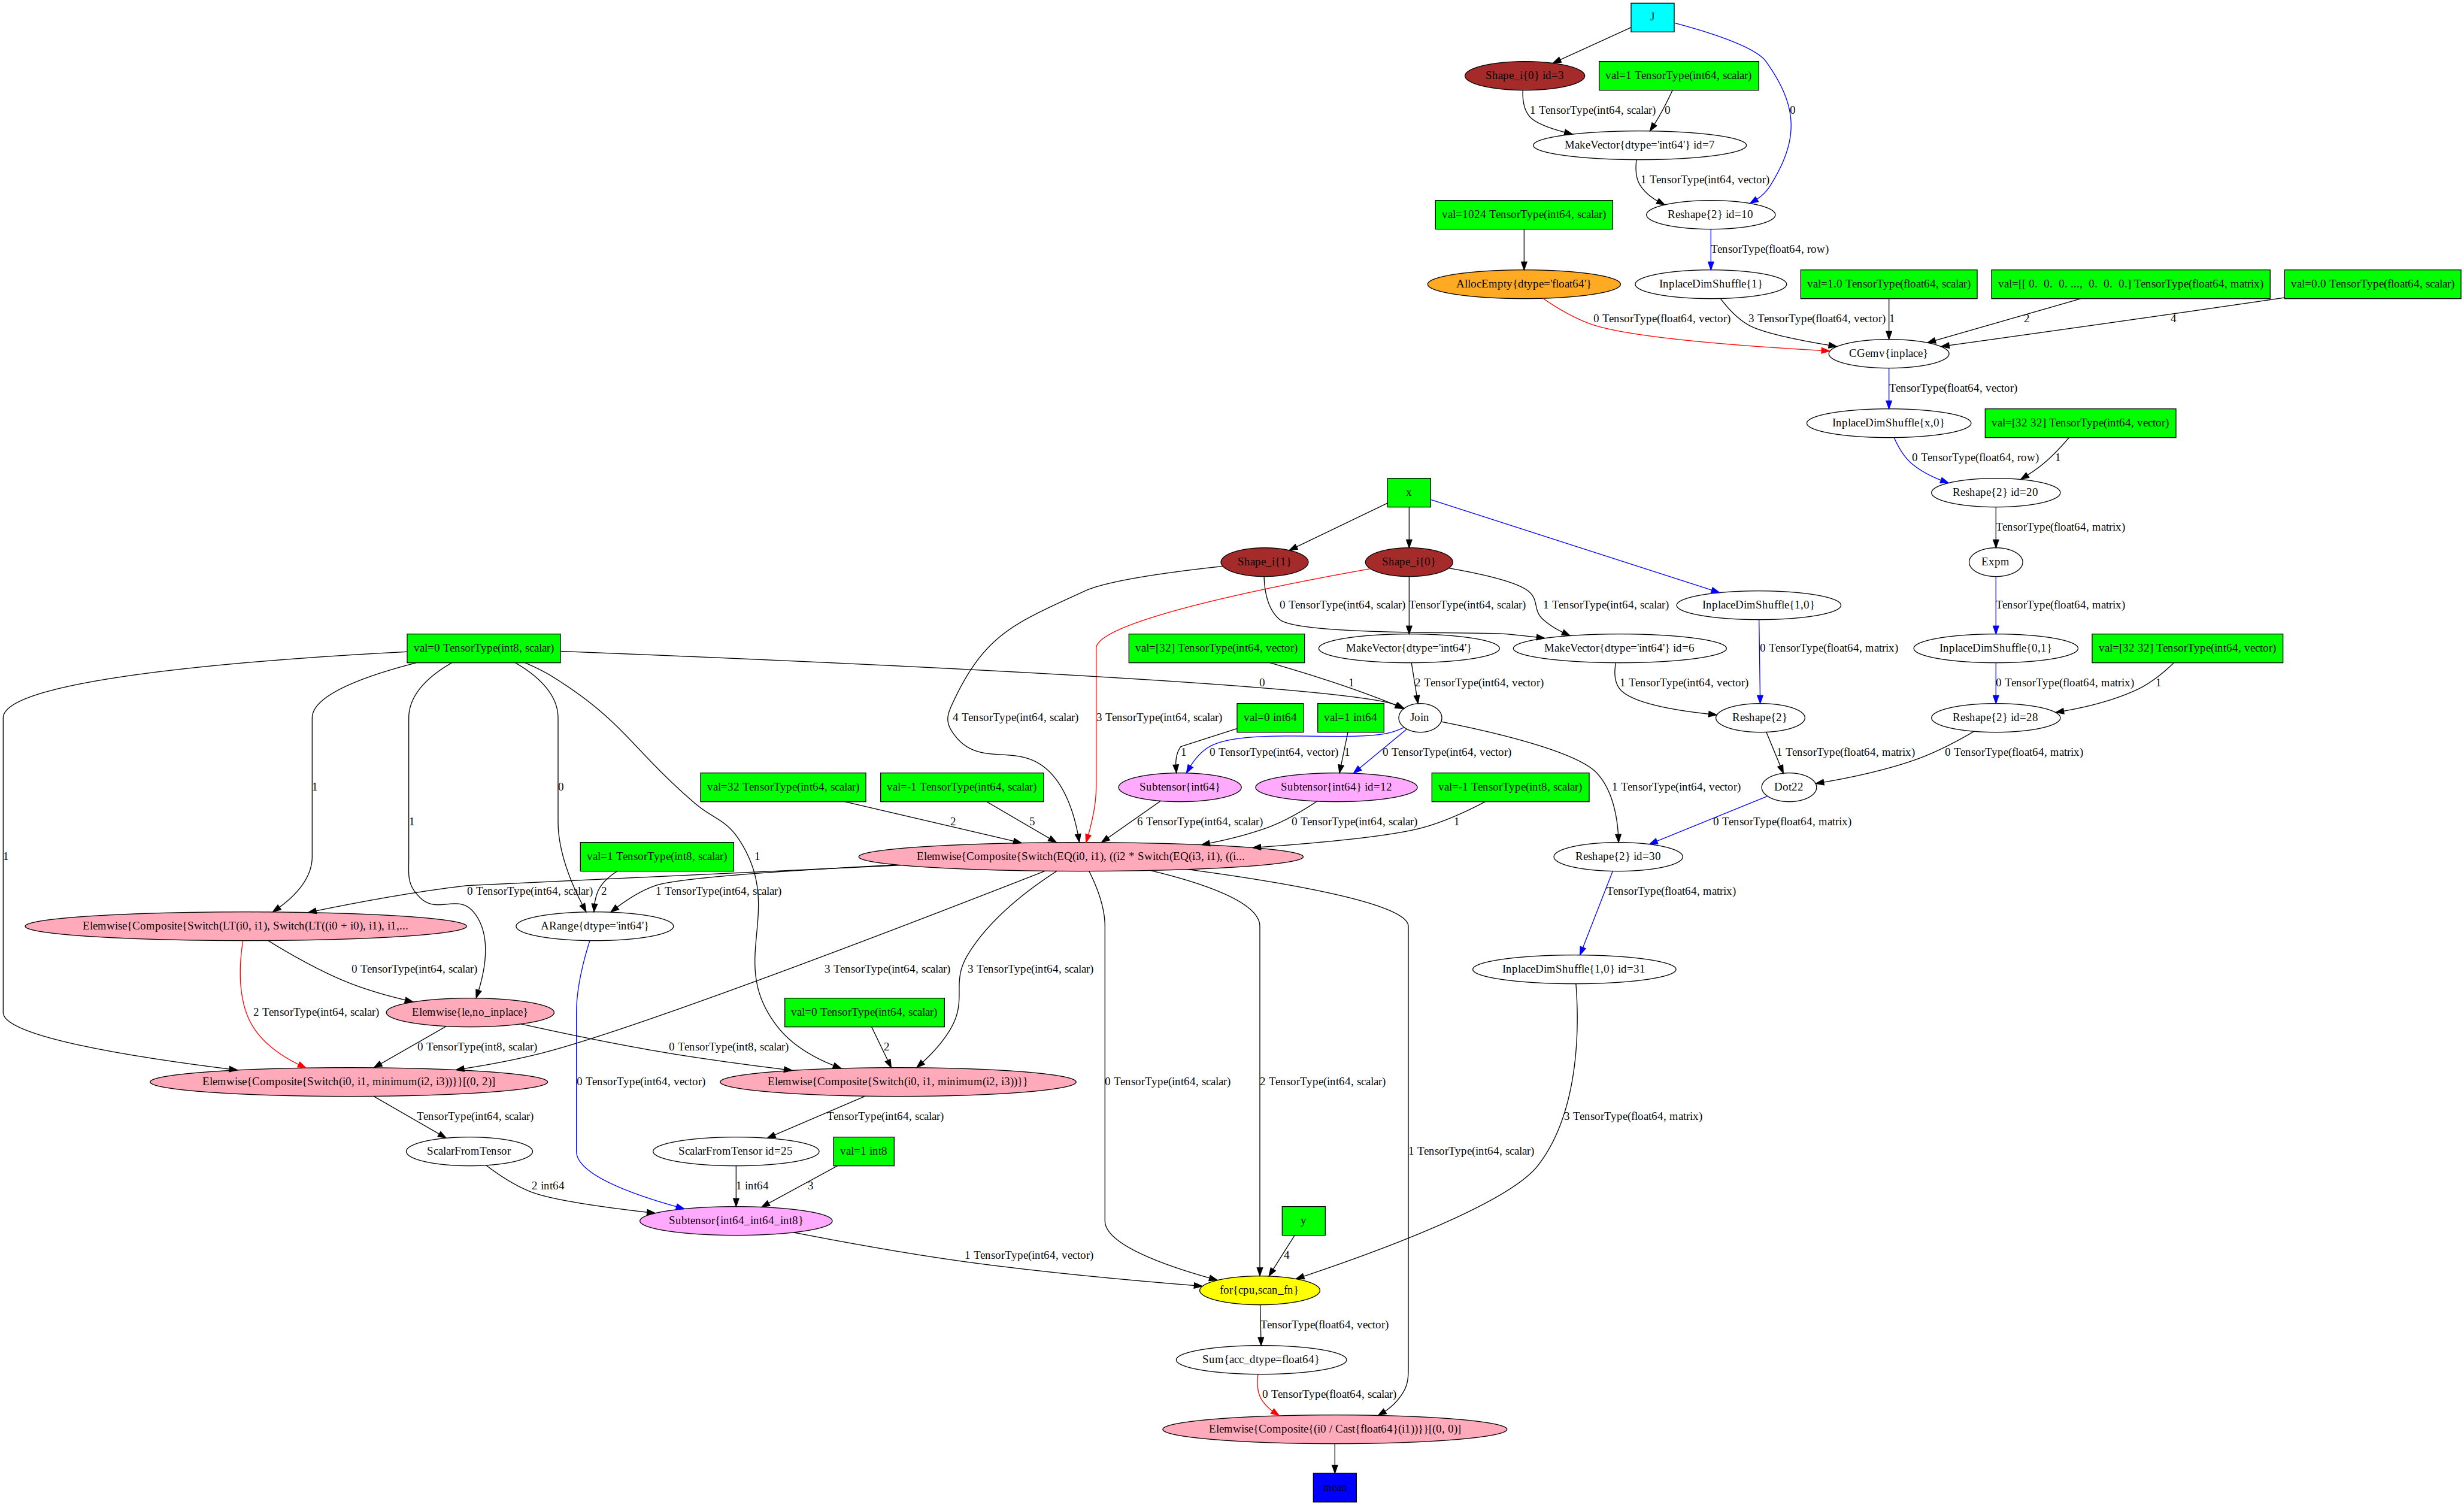 J
Shape_i{0} id=3
val=1 TensorType(int64, scalar)
1 TensorType(int64, scalar)
0
0
MakeVector{dtype='int64'} id=7
1 TensorType(int64, vector)
val=1024 TensorType(int64, scalar)
Reshape{2} id=10
TensorType(float64, row)
AllocEmpty{dtype='float64'}
InplaceDimShuffle{1}
val=1.0 TensorType(float64, scalar)
val=[[ 0. 0. 0. ..., 0. 0. 0.] TensorType(float64, matrix)
val=0.0 TensorType(float64, scalar)
0 TensorType(float64, vector)
3 TensorType(float64, vector)
1
2
4
CGemv{inplace}
TensorType(float64, vector)
InplaceDimShuffle{x,0}
val=[32 32] TensorType(int64, vector)
0 TensorType(float64, row)
1
x
Reshape{2} id=20
TensorType(float64, matrix)
Shape_i{1}
Shape_i{0}
Expm
0 TensorType(int64, scalar)
TensorType(int64, scalar)
1 TensorType(int64, scalar)
InplaceDimShuffle{1,0}
TensorType(float64, matrix)
val=0 TensorType(int8, scalar)
val=[32] TensorType(int64, vector)
MakeVector{dtype='int64'}
MakeVector{dtype='int64'} id=6
0 TensorType(float64, matrix)
InplaceDimShuffle{0,1}
val=[32 32] TensorType(int64, vector)
0
1
2 TensorType(int64, vector)
1 TensorType(int64, vector)
0 TensorType(float64, matrix)
1
4 TensorType(int64, scalar)
3 TensorType(int64, scalar)
val=0 int64
val=1 int64
Join
Reshape{2}
Reshape{2} id=28
1
0 TensorType(int64, vector)
1
0 TensorType(int64, vector)
1 TensorType(float64, matrix)
0 TensorType(float64, matrix)
1
0
val=32 TensorType(int64, scalar)
val=-1 TensorType(int64, scalar)
Subtensor{int64}
Subtensor{int64} id=12
val=-1 TensorType(int8, scalar)
1 TensorType(int64, vector)
Dot22
1
2
5
6 TensorType(int64, scalar)
0 TensorType(int64, scalar)
1
0 TensorType(float64, matrix)
1
1
val=1 TensorType(int8, scalar)
Elemwise{Composite{Switch(EQ(i0, i1), ((i2 * Switch(EQ(i3, i1), ((i...
Reshape{2} id=30
0 TensorType(int64, scalar)
2
1 TensorType(int64, scalar)
TensorType(float64, matrix)
Elemwise{Composite{Switch(LT(i0, i1), Switch(LT((i0 + i0), i1), i1,...
ARange{dtype='int64'}
0 TensorType(int64, scalar)
3 TensorType(int64, scalar)
3 TensorType(int64, scalar)
InplaceDimShuffle{1,0} id=31
2 TensorType(int64, scalar)
Elemwise{le,no_inplace}
val=0 TensorType(int64, scalar)
0 TensorType(int8, scalar)
0 TensorType(int8, scalar)
2
Elemwise{Composite{Switch(i0, i1, minimum(i2, i3))}}[(0, 2)]
0 TensorType(int64, vector)
Elemwise{Composite{Switch(i0, i1, minimum(i2, i3))}}
0 TensorType(int64, scalar)
2 TensorType(int64, scalar)
TensorType(int64, scalar)
TensorType(int64, scalar)
3 TensorType(float64, matrix)
ScalarFromTensor
ScalarFromTensor id=25
val=1 int8
1 TensorType(int64, scalar)
2 int64
1 int64
3
Subtensor{int64_int64_int8}
y
1 TensorType(int64, vector)
4
for{cpu,scan_fn}
TensorType(float64, vector)
Sum{acc_dtype=float64}
0 TensorType(float64, scalar)
Elemwise{Composite{(i0 / Cast{float64}(i1))}}[(0, 0)]
mean